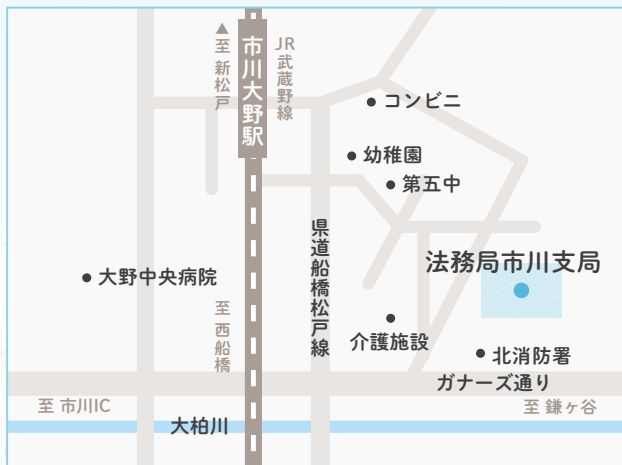 ▲至 新松戸
市川大野駅
JR武蔵野線
コンビニ
幼稚園
第五中
県道船橋松戸線
法務局市川支局
大野中央病院
至 西船橋
介護施設
北消防署
ガナーズ通り
至 市川IC
至 鎌ヶ谷
大柏川